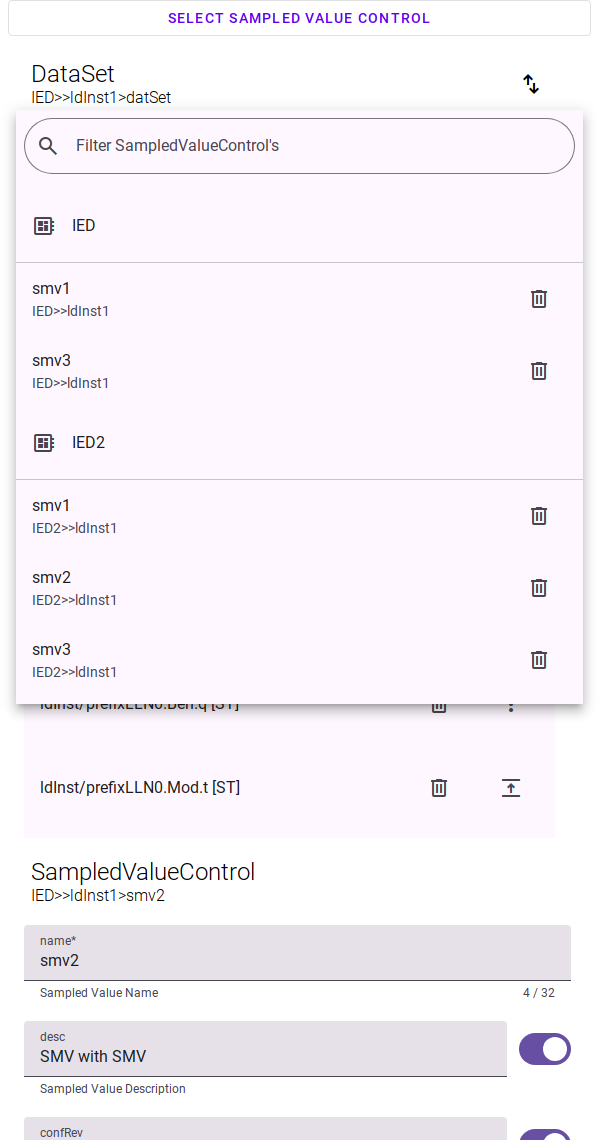 SELECT SAMPLED VALUE CONTROL
DataSet
IED>>ldInst1>datSet
Filter SampledValueControl's
IED
smv1
IED>>ldInst1
smv3
IED>>ldInst1
IED2
smv1
IED2>>ldInst1
smv2
IED2>>ldInst1
smv3
IED2>>ldInst1
ldInst/prefixLLN0.Beh.q [ST]
ldInst/prefixLLN0.Mod.t [ST]
SampledValueControl
IED>>ldInst1>smv2
name*
smv2
Sampled Value Name
4 / 32
desc
SMV with SMV
Sampled Value Description
confRev